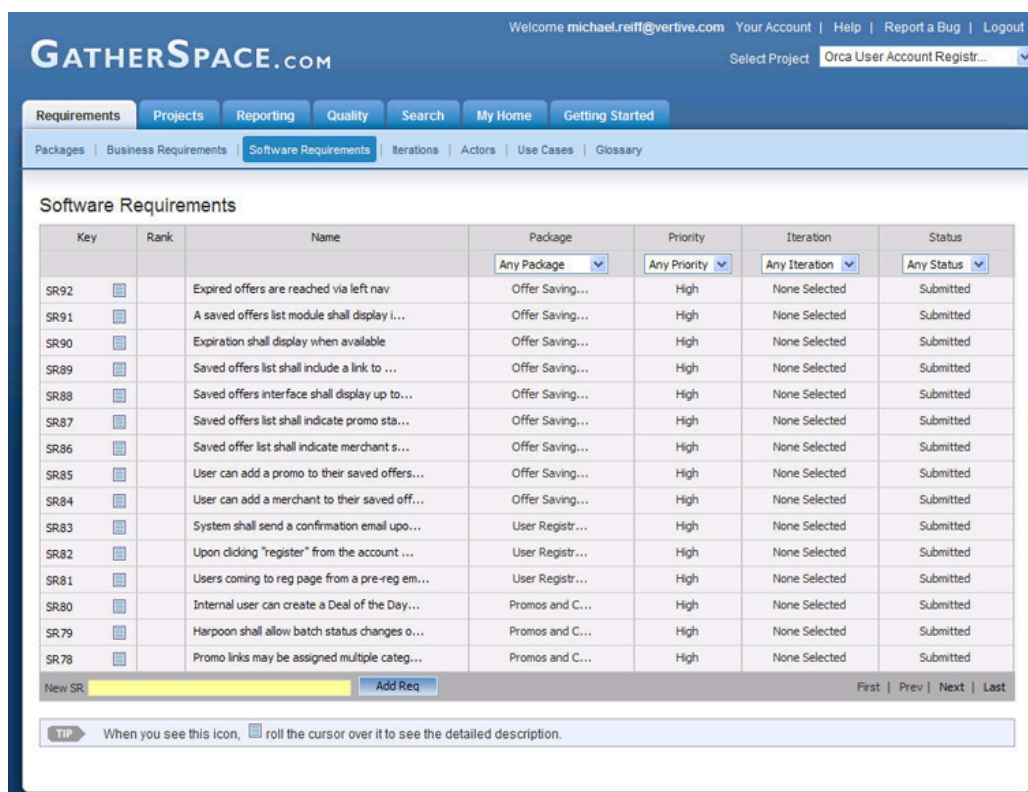 Welcome michael.reiff@vertive.com Your Account | Help | Report a Bug | Logout
GATHERSPACE.COM
Select Project Orca User Account Registr...
Requirements Projects Reporting Quality Search My Home Getting Started
Packages | Business Requirements | Software Requirements | Iterations | Actors | Use Cases | Glossary
Software Requirements
Key Rank Name Package Priority Iteration Status
Any Package Any Priority Any Iteration Any Status
SR92 Expired offers are reached via left nav Offer Saving... High None Selected Submitted
SR91 A saved offers list module shall display i... Offer Saving... High None Selected Submitted
SR90 Expiration shall display when available Offer Saving... High None Selected Submitted
SR89 Saved offers list shall include a link to ... Offer Saving... High None Selected Submitted
SR88 Saved offers interface shall display up to... Offer Saving... High None Selected Submitted
SR87 Saved offers list shall indicate promo sta... Offer Saving... High None Selected Submitted
SR86 Saved offer list shall indicate merchant s... Offer Saving... High None Selected Submitted
SR85 User can add a promo to their saved offers... Offer Saving... High None Selected Submitted
SR84 User can add a merchant to their saved off... Offer Saving... High None Selected Submitted
SR83 System shall send a confirmation email upo... User Registr... High None Selected Submitted
SR82 Upon clicking "register" from the account ... User Registr... High None Selected Submitted
SR81 Users coming to reg page from a pre-reg em... User Registr... High None Selected Submitted
SR80 Internal user can create a Deal of the Day... Promos and C... High None Selected Submitted
SR79 Harpoon shall allow batch status changes o... Promos and C... High None Selected Submitted
SR78 Promo links may be assigned multiple categ... Promos and C... High None Selected Submitted
New SR Add Req First | Prev | Next | Last
TIP When you see this icon, roll the cursor over it to see the detailed description.